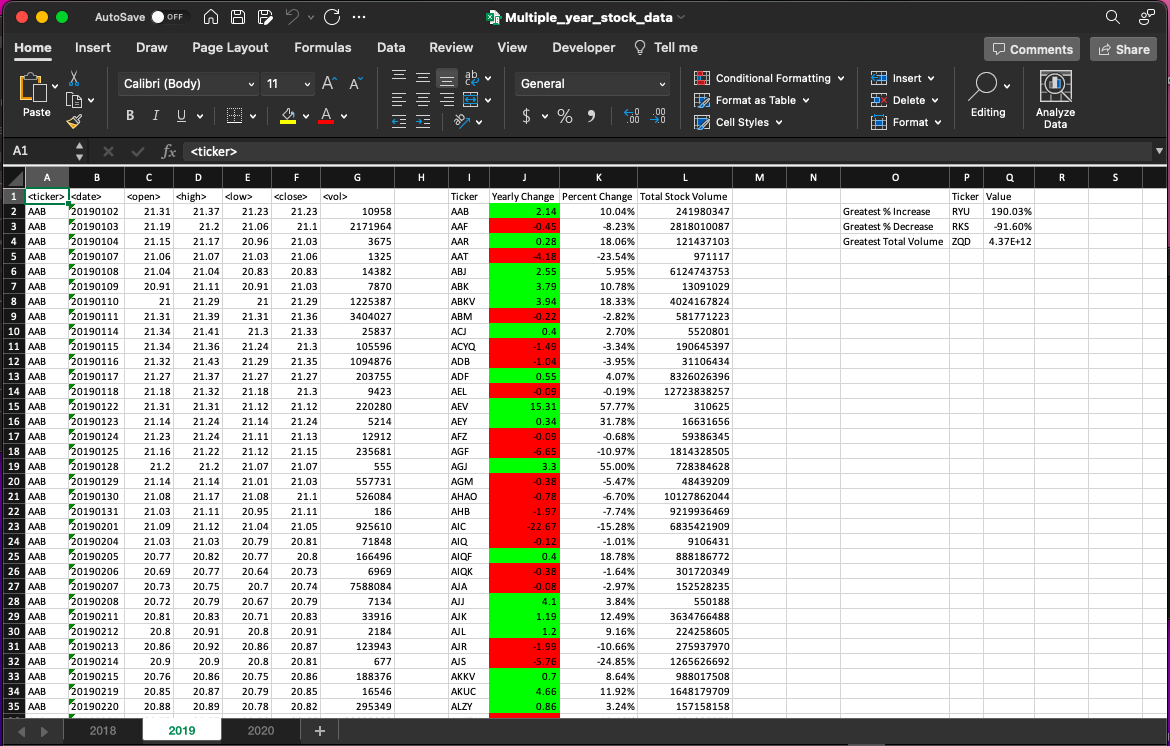 AutoSave OFF Multiple_year_stock_data
Home Insert Draw Page Layout Formulas Data Review View Developer Tell me Comments Share
Paste Calibri (Body) 11 A A ab General Conditional Formatting Insert
Format as Table Delete
B I U A $ % Cell Styles Format
Editing Analyze Data
A1 fx <ticker>
A B C D E F G H I J K L M N O P Q R S
1 <ticker> <date> <open> <high> <low> <close> <vol> Ticker Yearly Change Percent Change Total Stock Volume Ticker Value
2 AAB 20190102 21.31 21.37 21.23 21.23 10958 AAB 2.14 10.04% 241980347 Greatest % Increase RYU 190.03%
3 AAB 20190103 21.19 21.2 21.06 21.1 2171964 AAF -0.45 -8.23% 2818010087 Greatest % Decrease RKS -91.60%
4 AAB 20190104 21.15 21.17 20.96 21.03 3675 AAR 0.28 18.06% 121437103 Greatest Total Volume ZQD 4.37E+12
5 AAB 20190107 21.06 21.07 21.03 21.06 1325 AAT -4.18 -23.54% 971117
6 AAB 20190108 21.04 21.04 20.83 20.83 14382 ABJ 2.55 5.95% 6124743753
7 AAB 20190109 20.91 21.11 20.91 21.03 7870 ABK 3.79 10.78% 13091029
8 AAB 20190110 21 21.29 21 21.29 1225387 ABKV 3.94 18.33% 4024167824
9 AAB 20190111 21.31 21.39 21.31 21.36 3404027 ABM -0.22 -2.82% 581771223
10 AAB 20190114 21.34 21.41 21.3 21.33 25837 ACJ 0.4 2.70% 5520801
11 AAB 20190115 21.34 21.36 21.24 21.3 105596 ACYQ -1.49 -3.34% 190645397
12 AAB 20190116 21.32 21.43 21.29 21.35 1094876 ADB -1.04 -3.95% 31106434
13 AAB 20190117 21.27 21.37 21.27 21.27 203755 ADF 0.55 4.07% 8326026396
14 AAB 20190118 21.18 21.32 21.18 21.3 9423 AEL -0.09 -0.19% 12723838257
15 AAB 20190122 21.31 21.31 21.12 21.12 220280 AEV 15.31 57.77% 310625
16 AAB 20190123 21.14 21.24 21.14 21.24 5214 AEY 0.34 31.78% 16631656
17 AAB 20190124 21.23 21.24 21.11 21.13 12912 AFZ -0.09 -0.68% 59386345
18 AAB 20190125 21.16 21.22 21.12 21.15 235681 AGF -6.65 -10.97% 1814328505
19 AAB 20190128 21.2 21.2 21.07 21.07 555 AGJ 3.3 55.00% 728384628
20 AAB 20190129 21.14 21.14 21.01 21.03 557731 AGM -0.38 -5.47% 48439209
21 AAB 20190130 21.08 21.17 21.08 21.1 526084 AHAO -0.78 -6.70% 10127862044
22 AAB 20190131 21.03 21.11 20.95 21.11 186 AHB -1.97 -7.74% 9219936469
23 AAB 20190201 21.09 21.12 21.04 21.05 925610 AIC -22.67 -15.28% 6835421909
24 AAB 20190204 21.03 21.03 20.79 20.81 71848 AIQ -0.12 -1.01% 9106431
25 AAB 20190205 20.77 20.82 20.77 20.8 166496 AIQF 0.4 18.78% 888186772
26 AAB 20190206 20.69 20.77 20.64 20.73 6969 AIQK -0.38 -1.64% 301720349
27 AAB 20190207 20.73 20.75 20.7 20.74 7588084 AJA -0.08 -2.97% 152528235
28 AAB 20190208 20.72 20.79 20.67 20.79 7134 AJJ 4.1 3.84% 550188
29 AAB 20190211 20.81 20.83 20.71 20.83 33916 AJK 1.19 12.49% 3634766488
30 AAB 20190212 20.8 20.91 20.8 20.91 2184 AJL 1.2 9.16% 224258605
31 AAB 20190213 20.86 20.92 20.86 20.87 123943 AJR -1.99 -10.66% 275937970
32 AAB 20190214 20.9 20.9 20.8 20.81 677 AJS -5.76 -24.85% 1265626692
33 AAB 20190215 20.76 20.86 20.75 20.86 188376 AKKV 0.7 8.64% 988017508
34 AAB 20190219 20.85 20.87 20.79 20.85 16546 AKUC 4.66 11.92% 1648179709
35 AAB 20190220 20.88 20.89 20.78 20.82 295349 ALZY 0.86 3.24% 157158158
2018 2019 2020 +